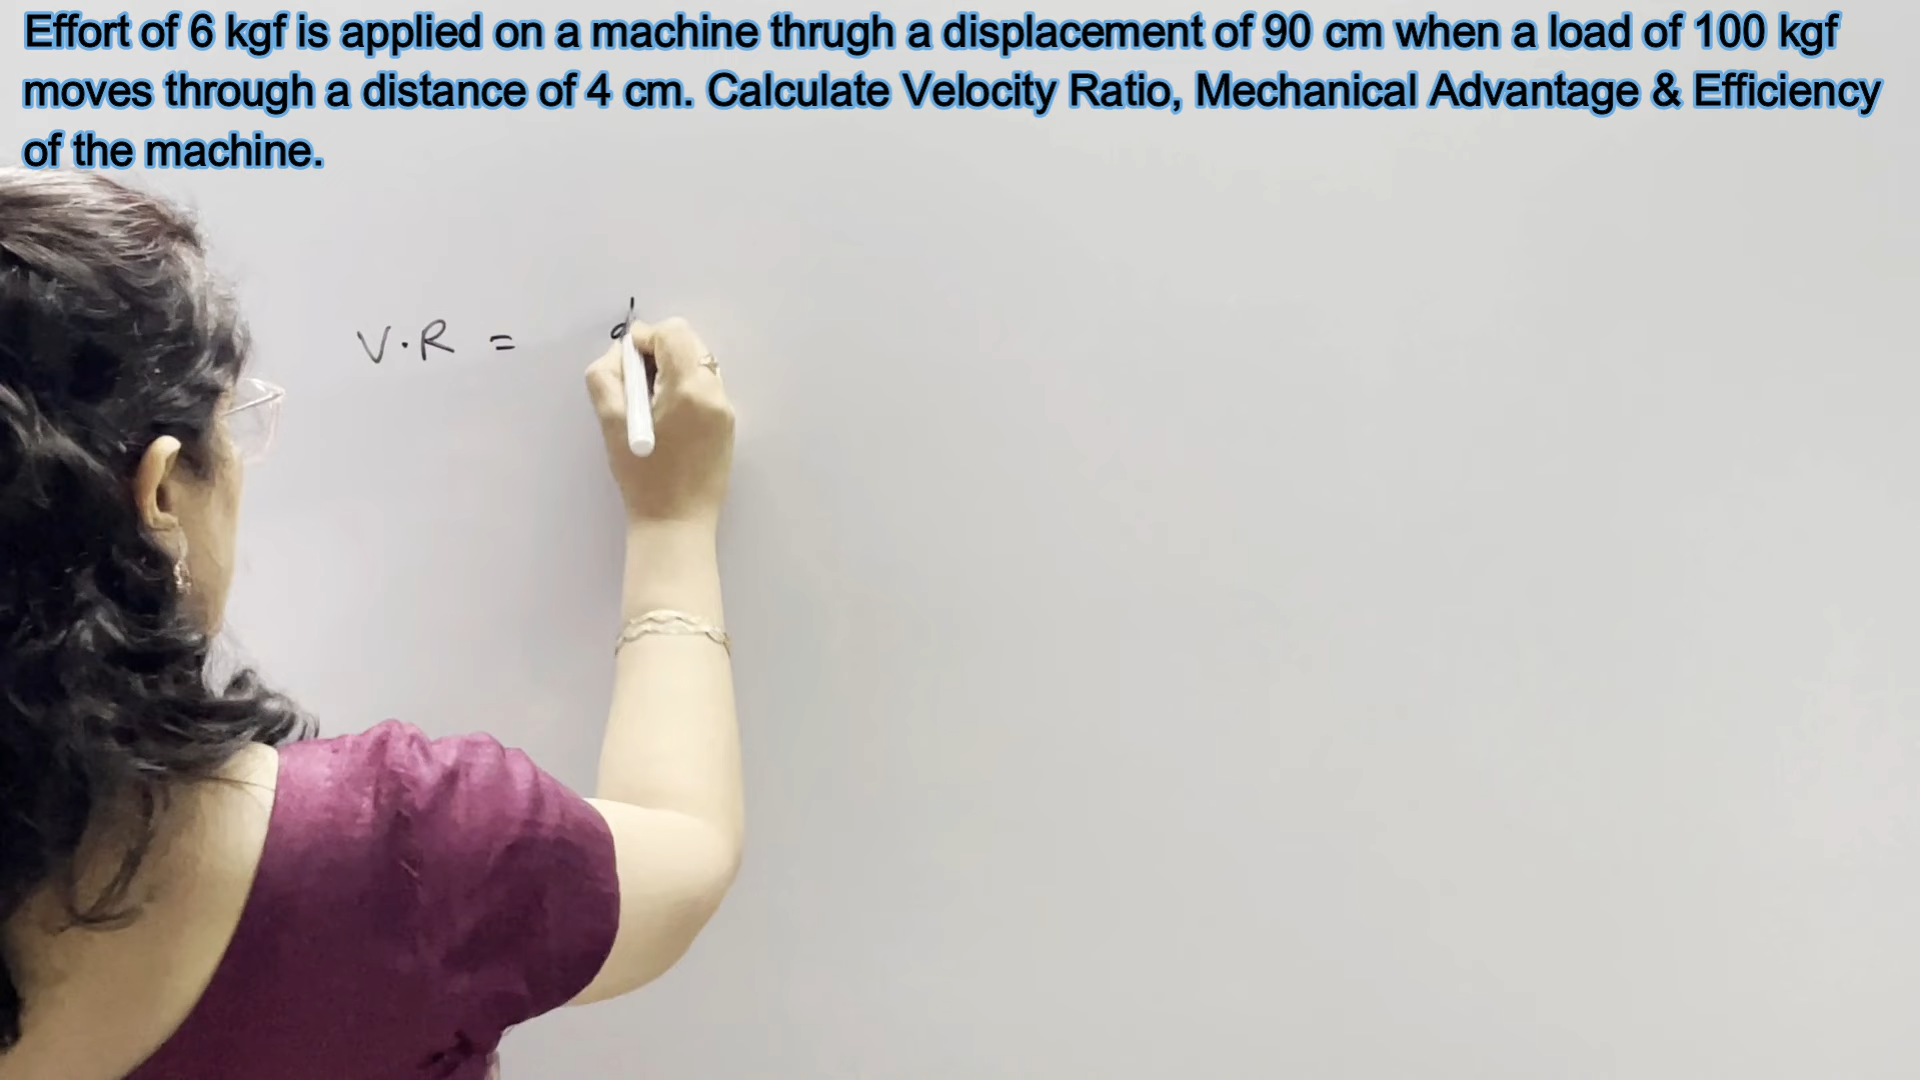 Effort of 6 kgf is applied on a machine thrugh a displacement of 90 cm when a load of 100 kgf
moves through a distance of 4 cm. Calculate Velocity Ratio, Mechanical Advantage & Efficiency
of the machine.
V.R = d